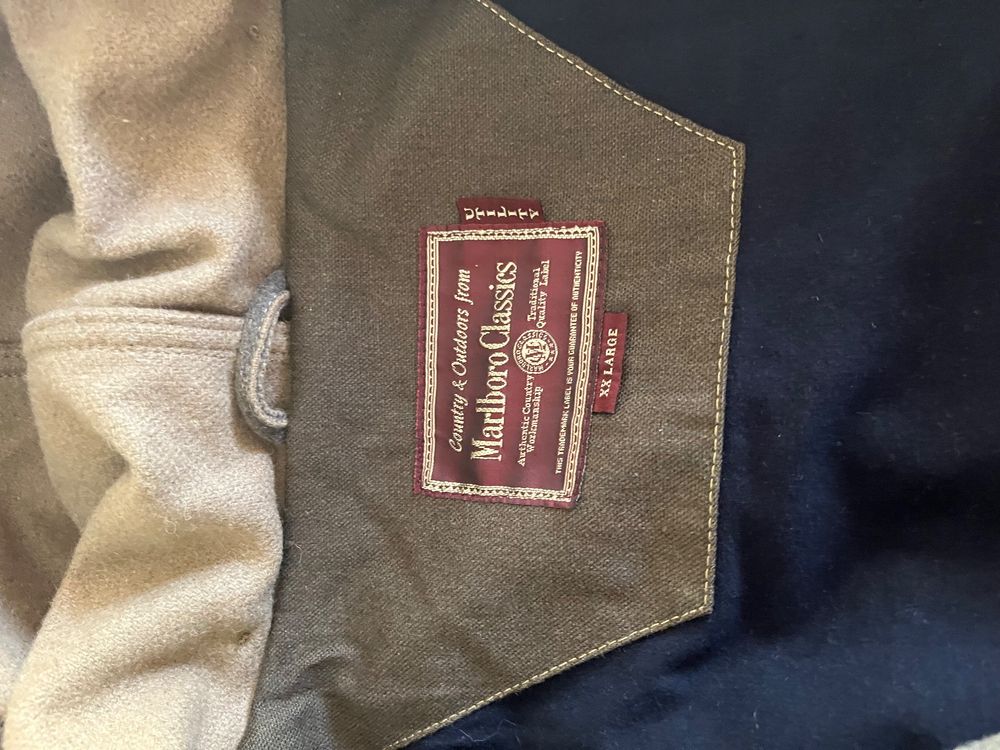 UTILITY
Country & Outdoors from
Marlboro Classics
Authentic Country Traditional
Workmanship Quality Label
THIS TRADEMARK LABEL IS YOUR GUARANTEE OF AUTHENTICITY
XX LARGE